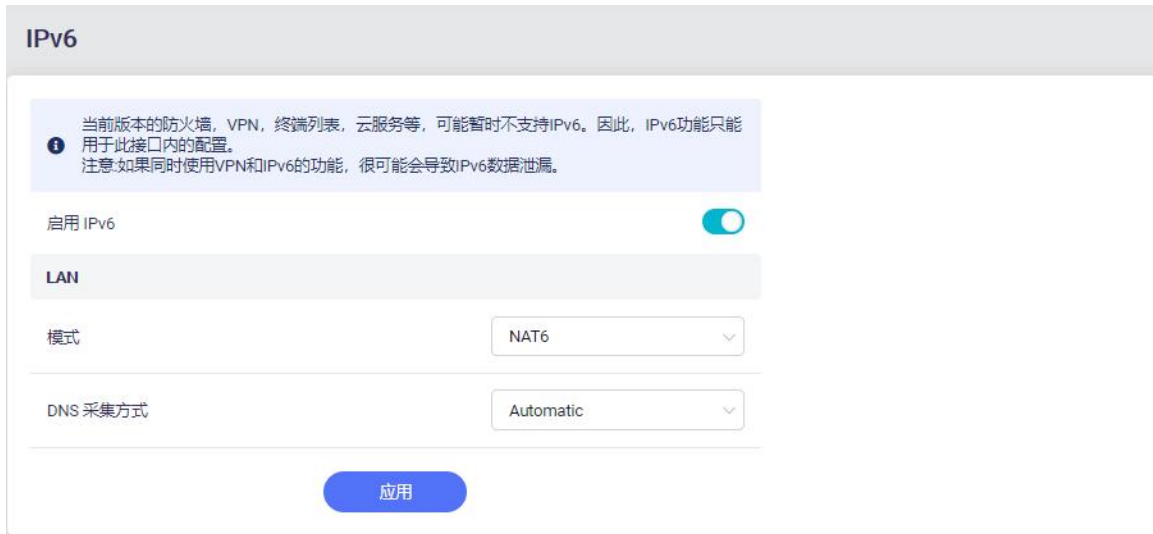 IPv6
当前版本的防火墙，VPN，终端列表，云服务等，可能暂时不支持IPv6。因此，IPv6功能只能
用于此接口内的配置。
注意:如果同时使用VPN和IPv6的功能，很可能会导致IPv6数据泄漏。
启用 IPv6
LAN
模式
NAT6
DNS 采集方式
Automatic
应用